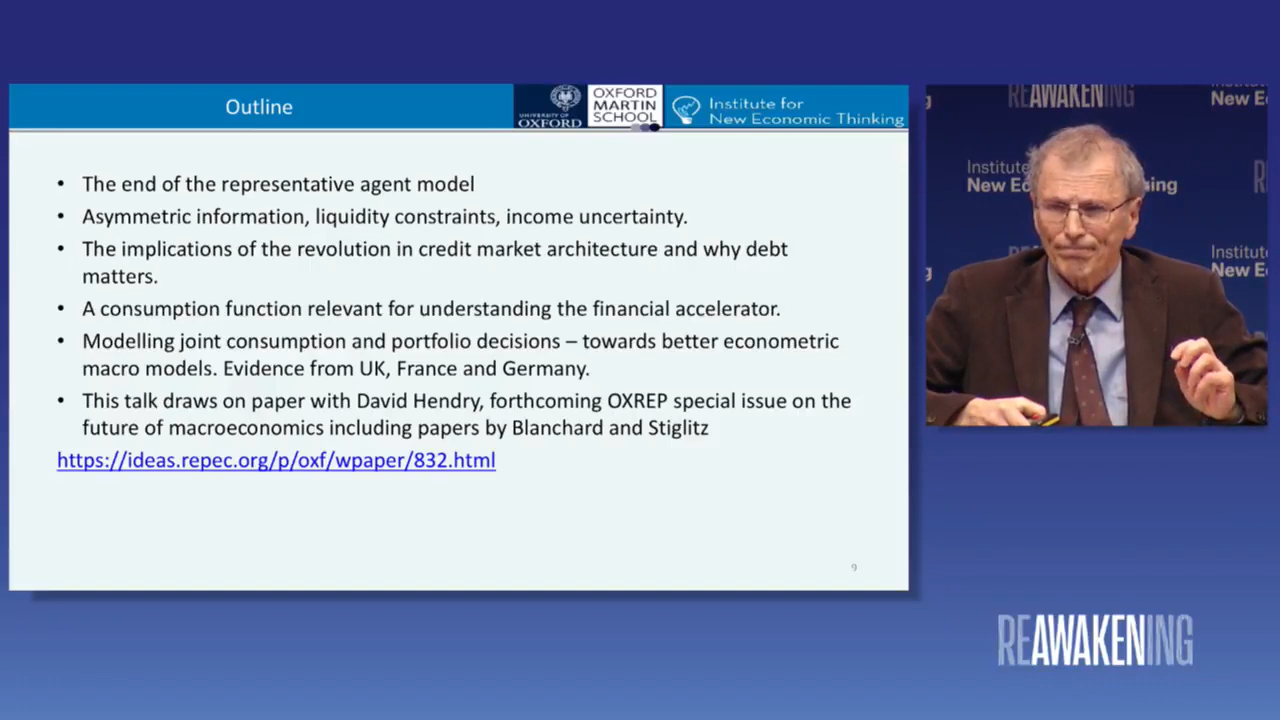 Outline
UNIVERSITY OF
OXFORD
OXFORD
MARTIN
SCHOOL
Institute for
New Economic Thinking
• The end of the representative agent model
• Asymmetric information, liquidity constraints, income uncertainty.
• The implications of the revolution in credit market architecture and why debt
matters.
• A consumption function relevant for understanding the financial accelerator.
• Modelling joint consumption and portfolio decisions – towards better econometric
macro models. Evidence from UK, France and Germany.
• This talk draws on paper with David Hendry, forthcoming OXREP special issue on the
future of macroeconomics including papers by Blanchard and Stiglitz
https://ideas.repec.org/p/oxf/wpaper/832.html
9
REAWAKENING
New E
Institute
New Ec
ing
Institute
New E
REAWAKENING